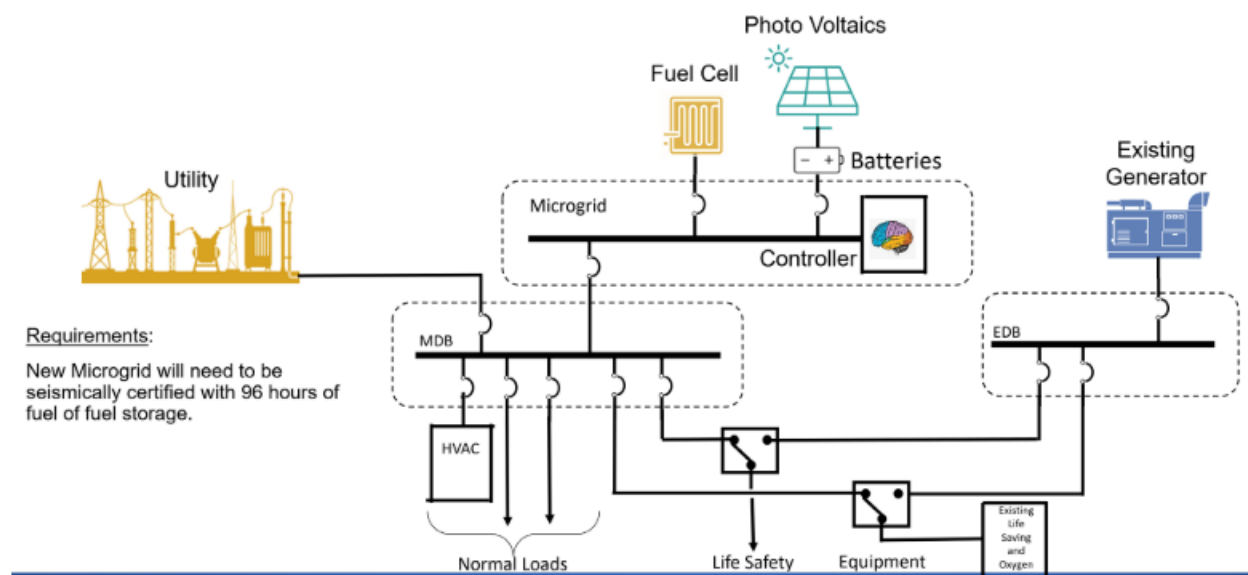 Photo Voltaics
Fuel Cell
Batteries
Existing
Generator
Utility
Microgrid
Controller
Requirements:
New Microgrid will need to be
seismically certified with 96 hours of
fuel of fuel storage.
MDB
EDB
HVAC
Normal Loads
Life Safety
Equipment
Existing
Life
Saving
and
Oxygen